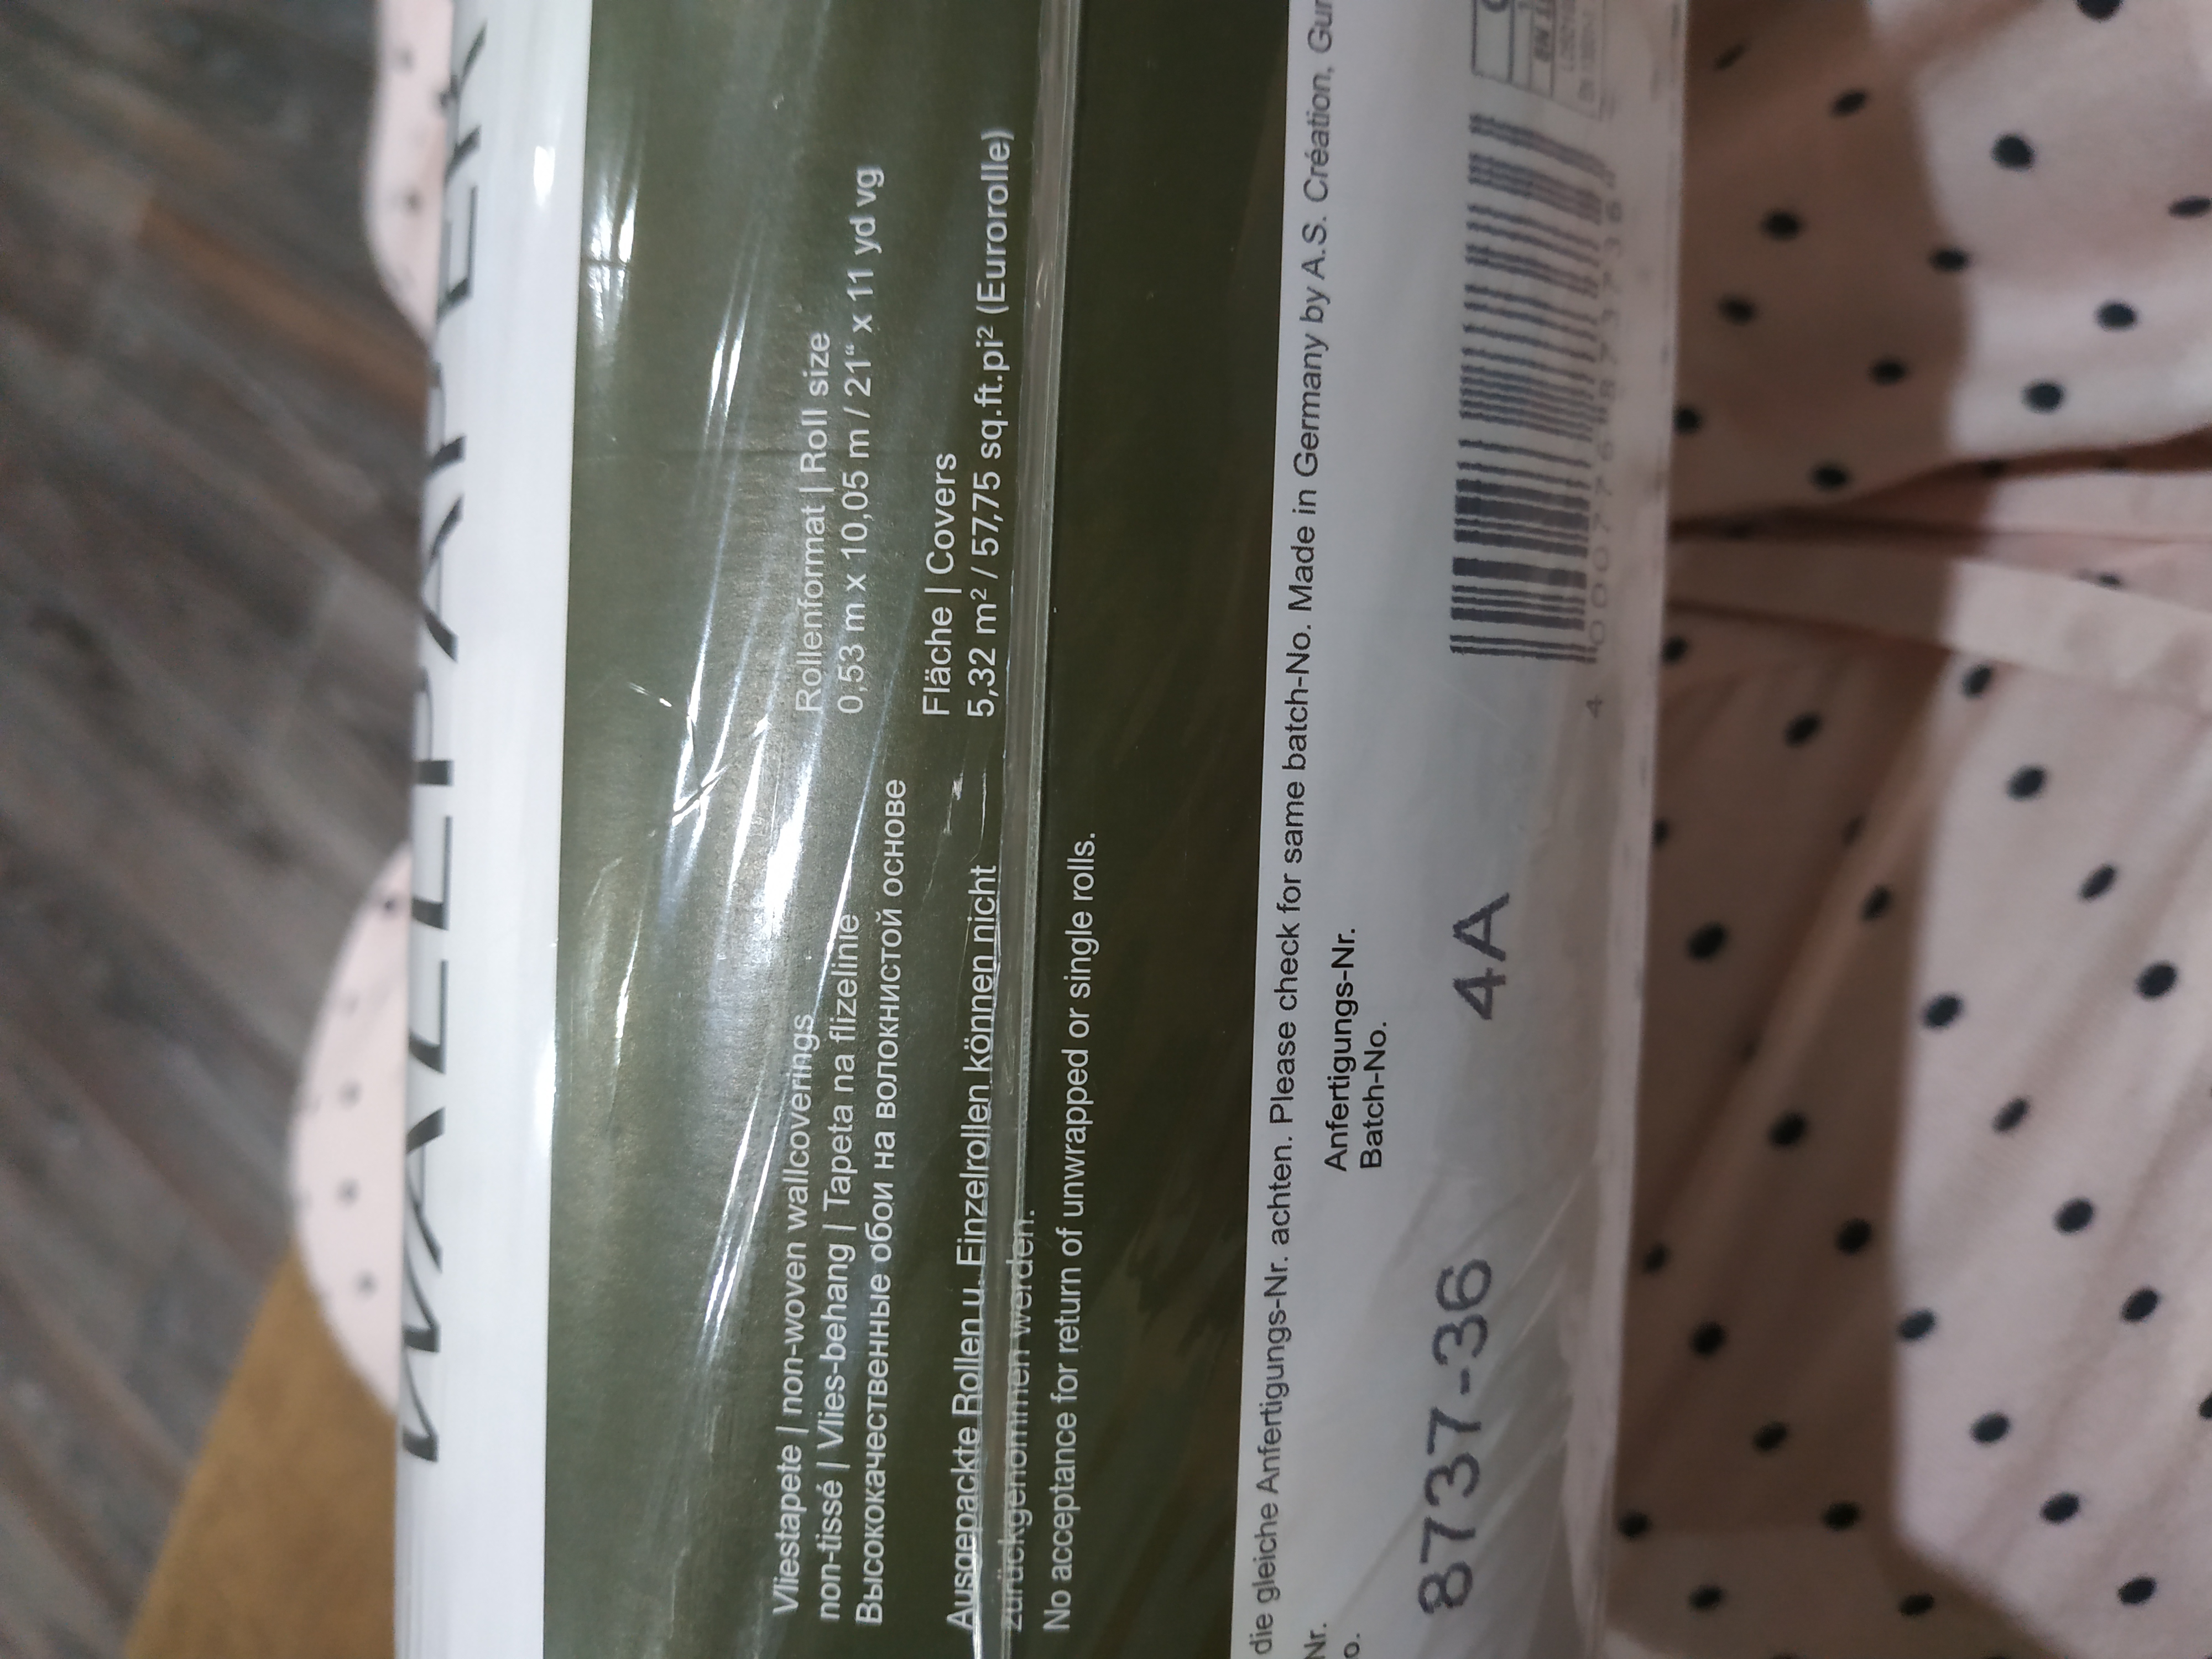 WALLPAPER
Vliestapete | non-woven wallcoverings
non-tissé | Vlies-behang | Tapeta na flizelinie
Высококачественные обои на волокнистой основе
Ausgepackte Rollen u. Einzelrollen können nicht
zurückgenommen werden.
No acceptance for return of unwrapped or single rolls.
Rollenformat | Roll size
0,53 m x 10,05 m / 21“ x 11 yd vg
Fläche | Covers
5,32 m² / 57,75 sq.ft.pi² (Eurorolle)
die gleiche Anfertigungs-Nr. achten. Please check for same batch-No. Made in Germany by A.S. Création,
Nr.
o.
8737-36
Anfertigungs-Nr.
Batch-No.
4A